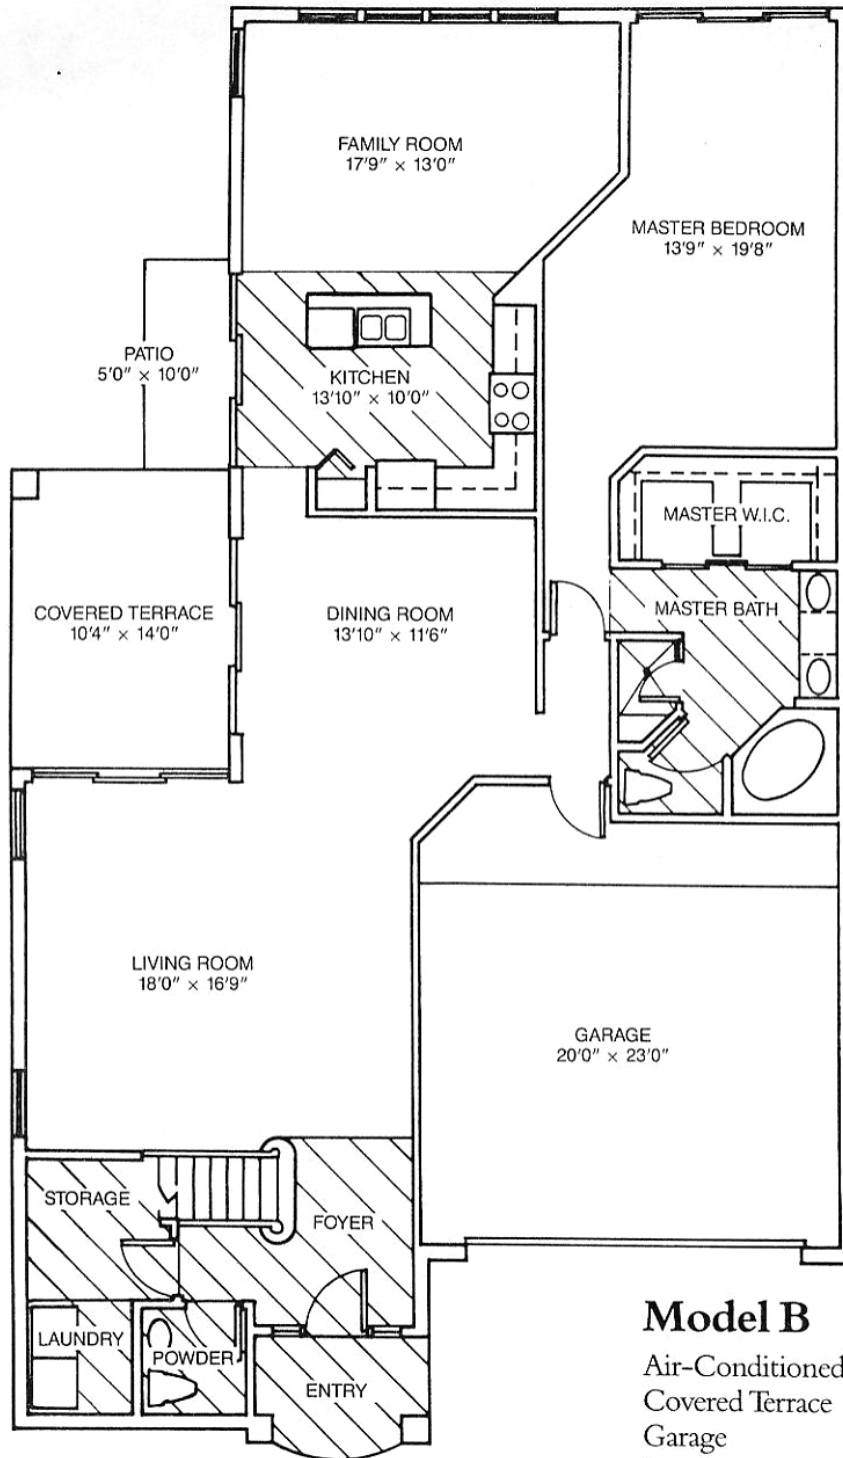 FAMILY ROOM
17'9" × 13'0"
MASTER BEDROOM
13'9" × 19'8"
PATIO
5'0" × 10'0"
KITCHEN
13'10" × 10'0"
MASTER W.I.C.
COVERED TERRACE
10'4" × 14'0"
DINING ROOM
13'10" × 11'6"
MASTER BATH
LIVING ROOM
18'0" × 16'9"
GARAGE
20'0" × 23'0"
STORAGE
FOYER
LAUNDRY
POWDER
ENTRY
Model B
Air-Conditioned
Covered Terrace
Garage